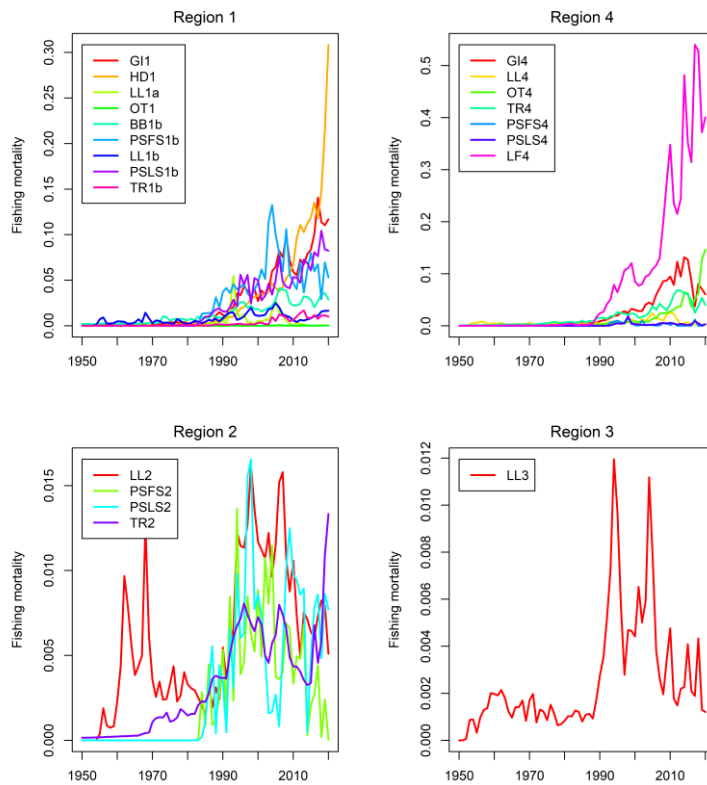 Region 1
Fishing mortality
0.00 0.05 0.10 0.15 0.20 0.25 0.30
GI1
HD1
LL1a
OT1
BB1b
PSFS1b
LL1b
PSLS1b
TR1b
1950 1970 1990 2010
Region 4
Fishing mortality
0.0 0.1 0.2 0.3 0.4 0.5
GI4
LL4
OT4
TR4
PSFS4
PSLS4
LF4
1950 1970 1990 2010
Region 2
Fishing mortality
0.000 0.005 0.010 0.015
LL2
PSFS2
PSLS2
TR2
1950 1970 1990 2010
Region 3
Fishing mortality
0.000 0.002 0.004 0.006 0.008 0.010 0.012
LL3
1950 1970 1990 2010